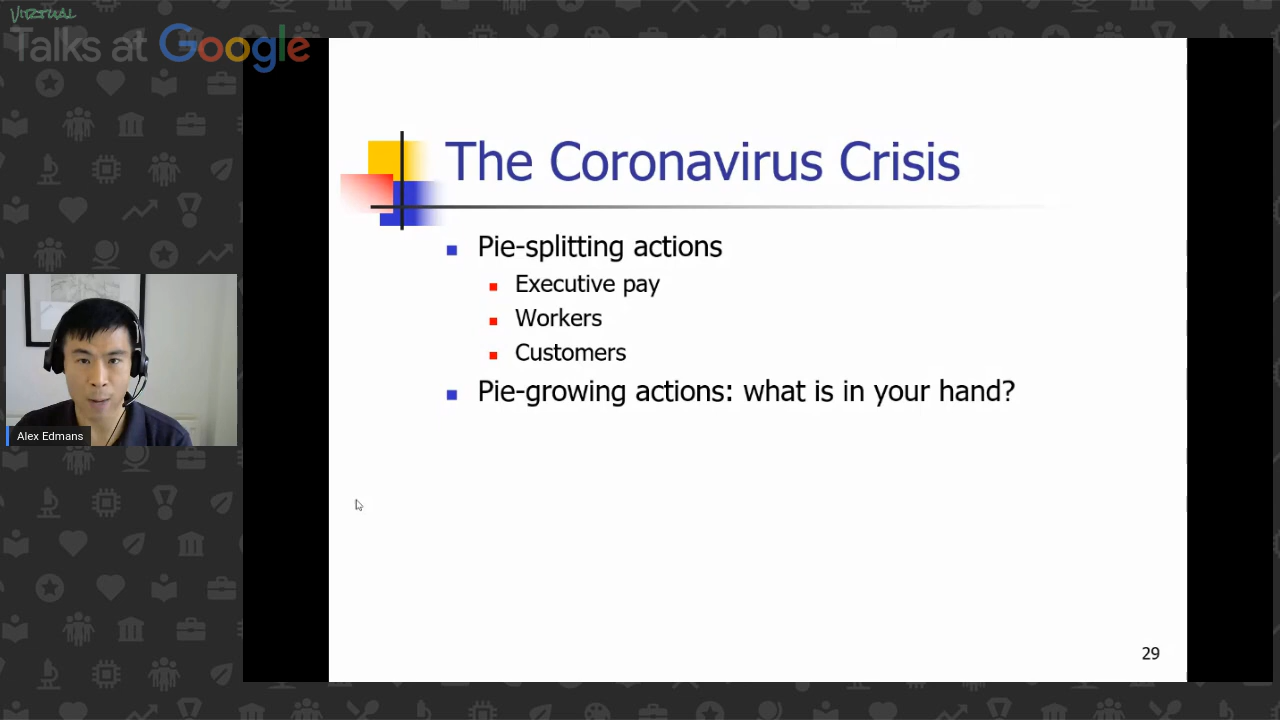 VIRTUAL
Talks at Google
The Coronavirus Crisis
Pie-splitting actions
Executive pay
Workers
Customers
Pie-growing actions: what is in your hand?
Alex Edmans
29